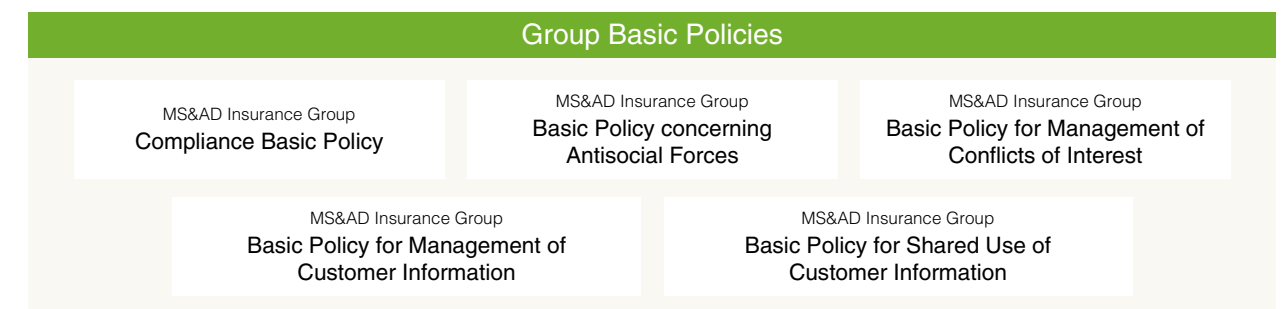 Group Basic Policies
MS&AD Insurance Group
Compliance Basic Policy
MS&AD Insurance Group
Basic Policy concerning
Antisocial Forces
MS&AD Insurance Group
Basic Policy for Management of
Conflicts of Interest
MS&AD Insurance Group
Basic Policy for Management of
Customer Information
MS&AD Insurance Group
Basic Policy for Shared Use of
Customer Information